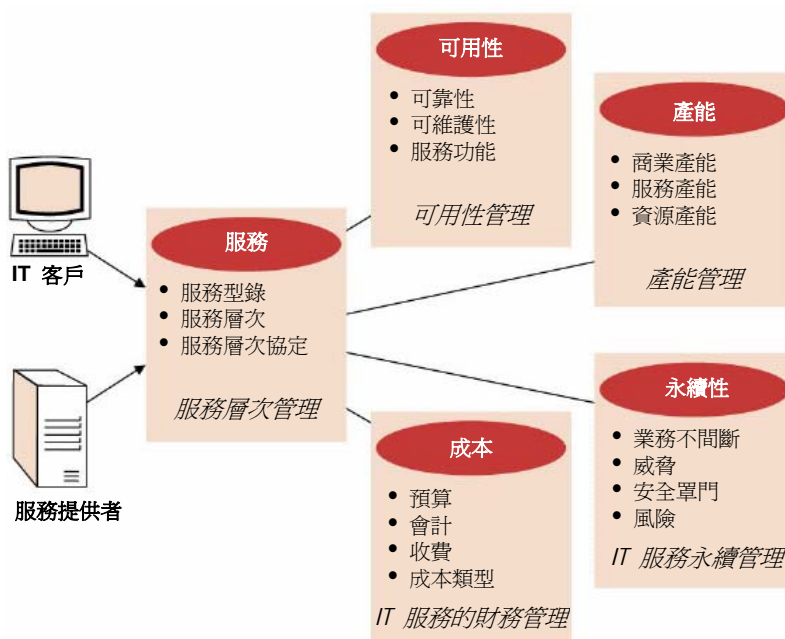 可用性
• 可靠性
• 可維護性
• 服務功能
可用性管理
產能
• 商業產能
• 服務產能
• 資源產能
產能管理
IT 客戶
服務
• 服務型錄
• 服務層次
• 服務層次協定
服務層次管理
服務提供者
成本
• 預算
• 會計
• 收費
• 成本類型
IT 服務的財務管理
永續性
• 業務不間斷
• 威脅
• 安全罩門
• 風險
IT 服務永續管理